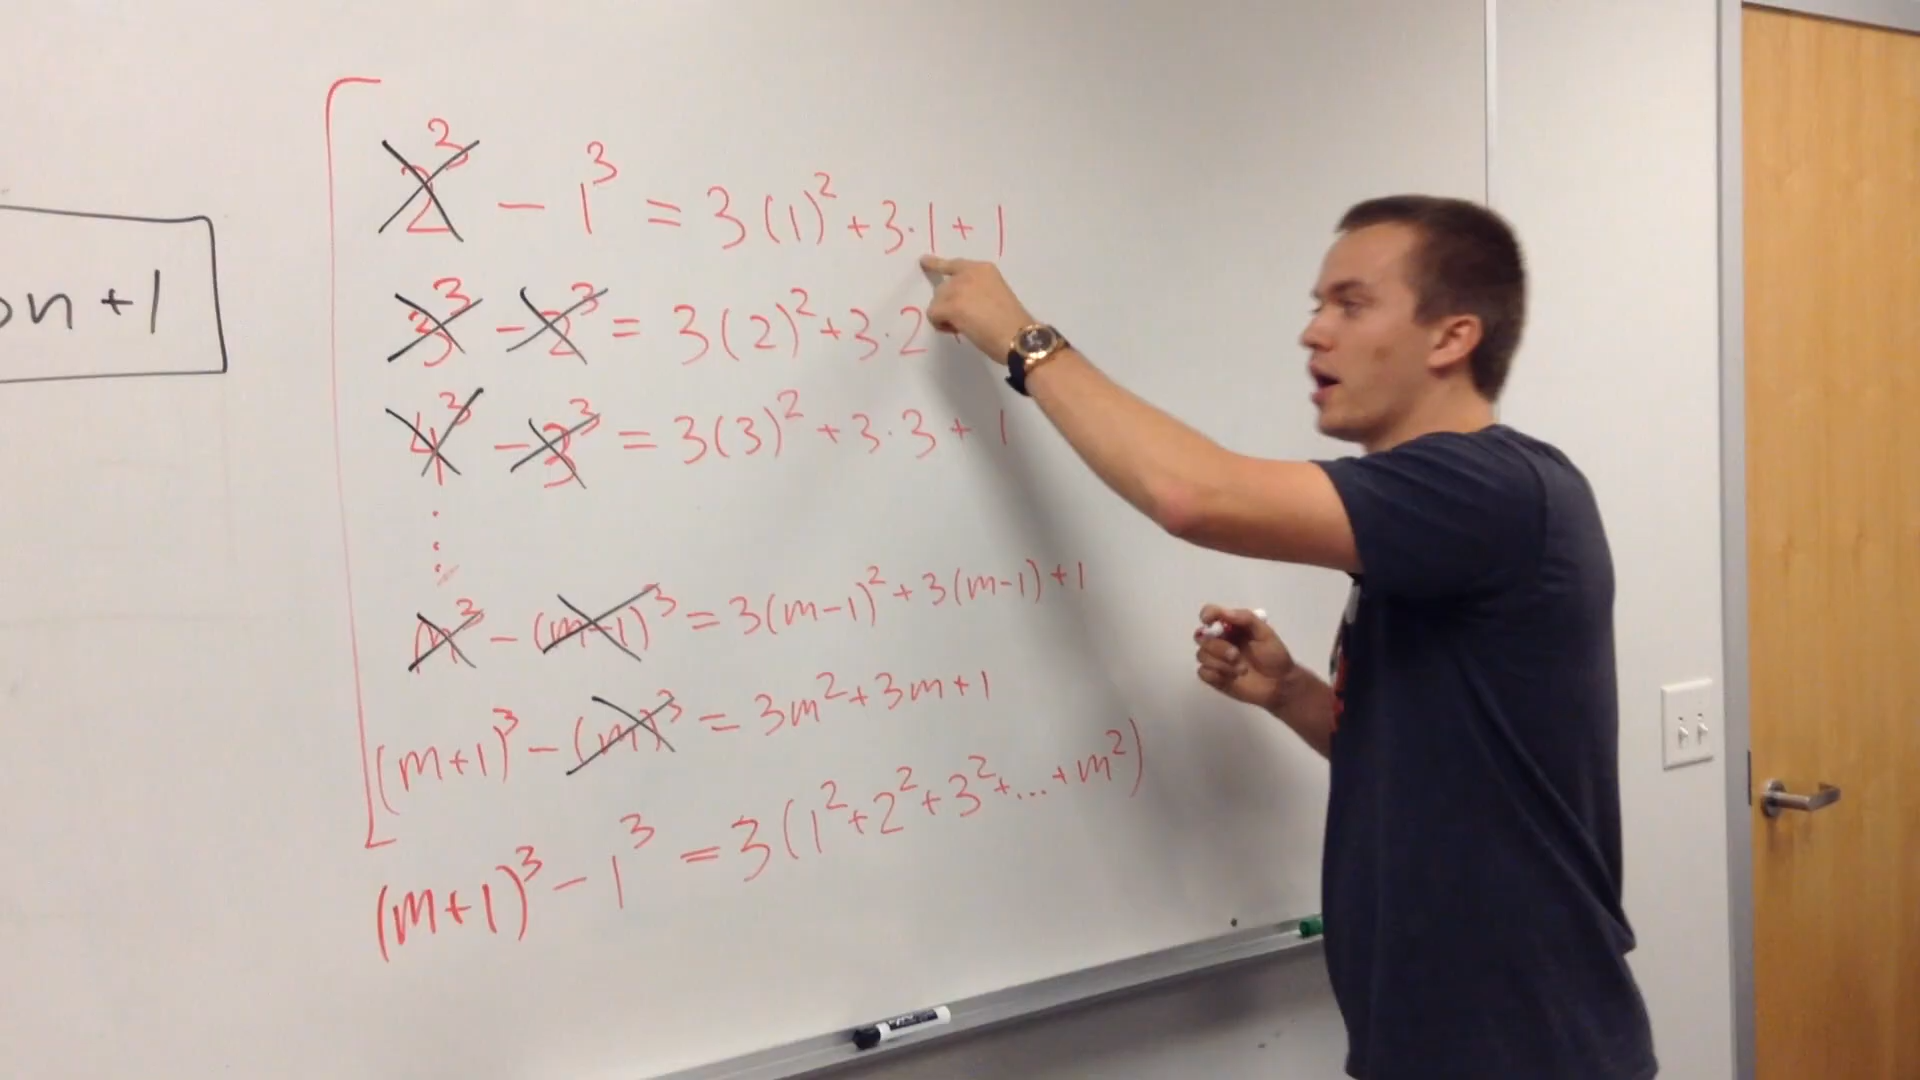 n + 1
2³ - 1³ = 3(1)² + 3·1 + 1
3³ - 2³ = 3(2)² + 3·2 +
4³ - 3³ = 3(3)² + 3·3 + 1
⋮
m³ - (m-1)³ = 3(m-1)² + 3(m-1) + 1
(m+1)³ - (m)³ = 3m² + 3m + 1
(m+1)³ - 1³ = 3(1² + 2² + 3² + ... + m²)